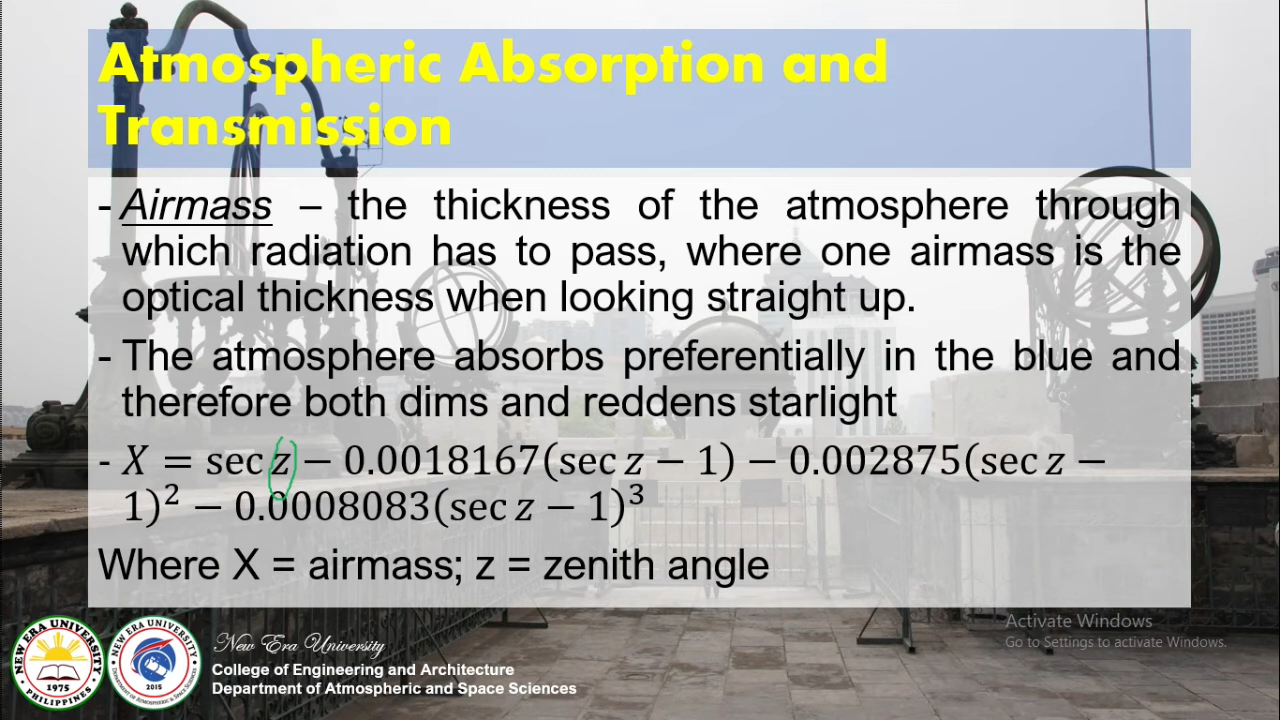 Atmospheric Absorption and
Transmission
- Airmass – the thickness of the atmosphere through
which radiation has to pass, where one airmass is the
optical thickness when looking straight up.
- The atmosphere absorbs preferentially in the blue and
therefore both dims and reddens starlight
- X = sec z − 0.0018167(sec z − 1) − 0.002875(sec z −
1)² − 0.0008083(sec z − 1)³
Where X = airmass; z = zenith angle
Activate Windows
Go to Settings to activate Windows.
NEW ERA UNIVERSITY
1975
PHILIPPINES
NEW ERA UNIVERSITY
2015
New Era University
College of Engineering and Architecture
Department of Atmospheric and Space Sciences